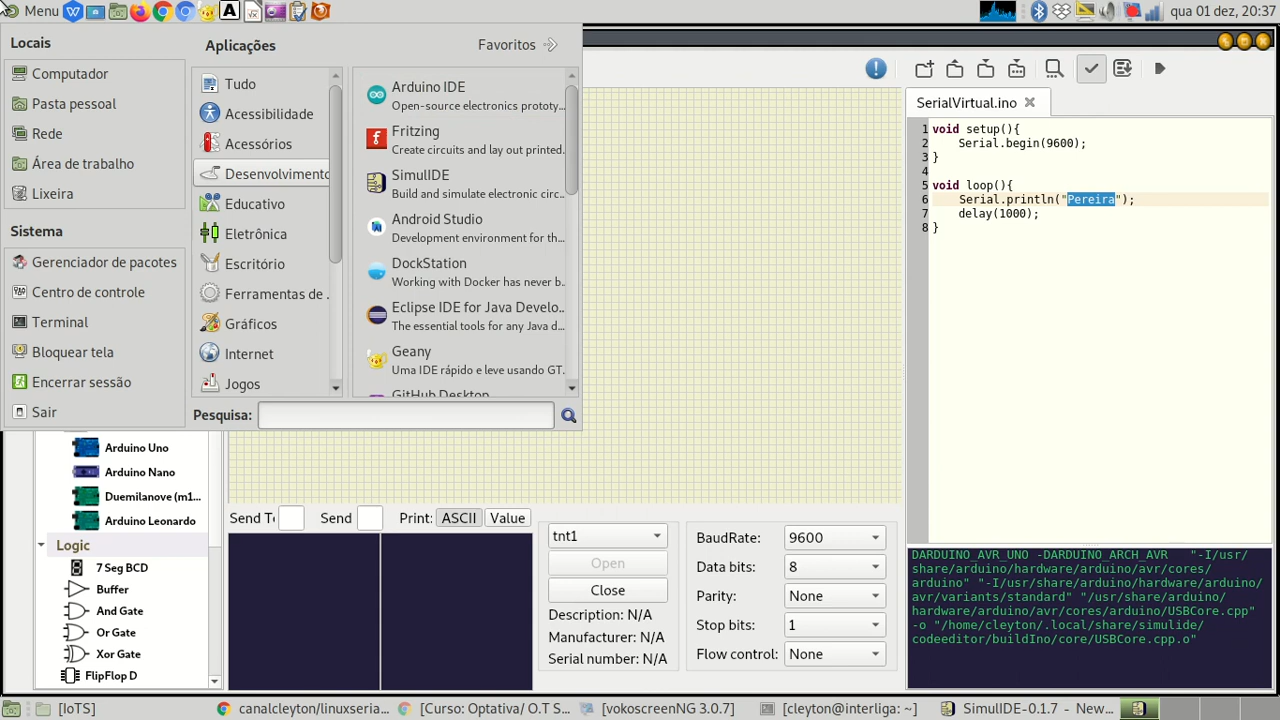 Menu
qua 01 dez, 20:37
Locais
Computador
Pasta pessoal
Rede
Área de trabalho
Lixeira
Sistema
Gerenciador de pacotes
Centro de controle
Terminal
Bloquear tela
Encerrar sessão
Sair
Aplicações
Favoritos
Tudo
Acessibilidade
Acessórios
Desenvolvimento
Educativo
Eletrônica
Escritório
Ferramentas de .
Gráficos
Internet
Jogos
Arduino IDE
Open-source electronics prototy...
Fritzing
Create circuits and lay out printed...
SimulIDE
Build and simulate electronic circ...
Android Studio
Development environment for th...
DockStation
Working with Docker has never b...
Eclipse IDE for Java Develo...
The essential tools for any Java d...
Geany
Uma IDE rápido e leve usando GT...
GitHub Desktop
Pesquisa:
SerialVirtual.ino
1 void setup(){
2 Serial.begin(9600);
3 }
4
5 void loop(){
6 Serial.println("Pereira");
7 delay(1000);
8 }
Arduino Uno
Arduino Nano
Duemilanove (m1...
Arduino Leonardo
Logic
7 Seg BCD
Buffer
And Gate
Or Gate
Xor Gate
FlipFlop D
Send T
Send
Print:
ASCII
Value
tnt1
Open
Close
Description: N/A
Manufacturer: N/A
Serial number: N/A
BaudRate:
9600
Data bits:
8
Parity:
None
Stop bits:
1
Flow control:
None
DARDUINO_AVR_UNO -DARDUINO_ARCH_AVR "-I/usr/
share/arduino/hardware/arduino/avr/cores/
arduino" "-I/usr/share/arduino/hardware/arduino/
avr/variants/standard" "/usr/share/arduino/
hardware/arduino/avr/cores/arduino/USBCore.cpp"
-o "/home/cleyton/.local/share/simulide/
codeeditor/buildIno/core/USBCore.cpp.o"
[IoTS]
canalcleyton/linuxseria...
[Curso: Optativa/ O.T S...
[vokoscreenNG 3.0.7]
[cleyton@interliga: ~]
SimulIDE-0.1.7 - New...